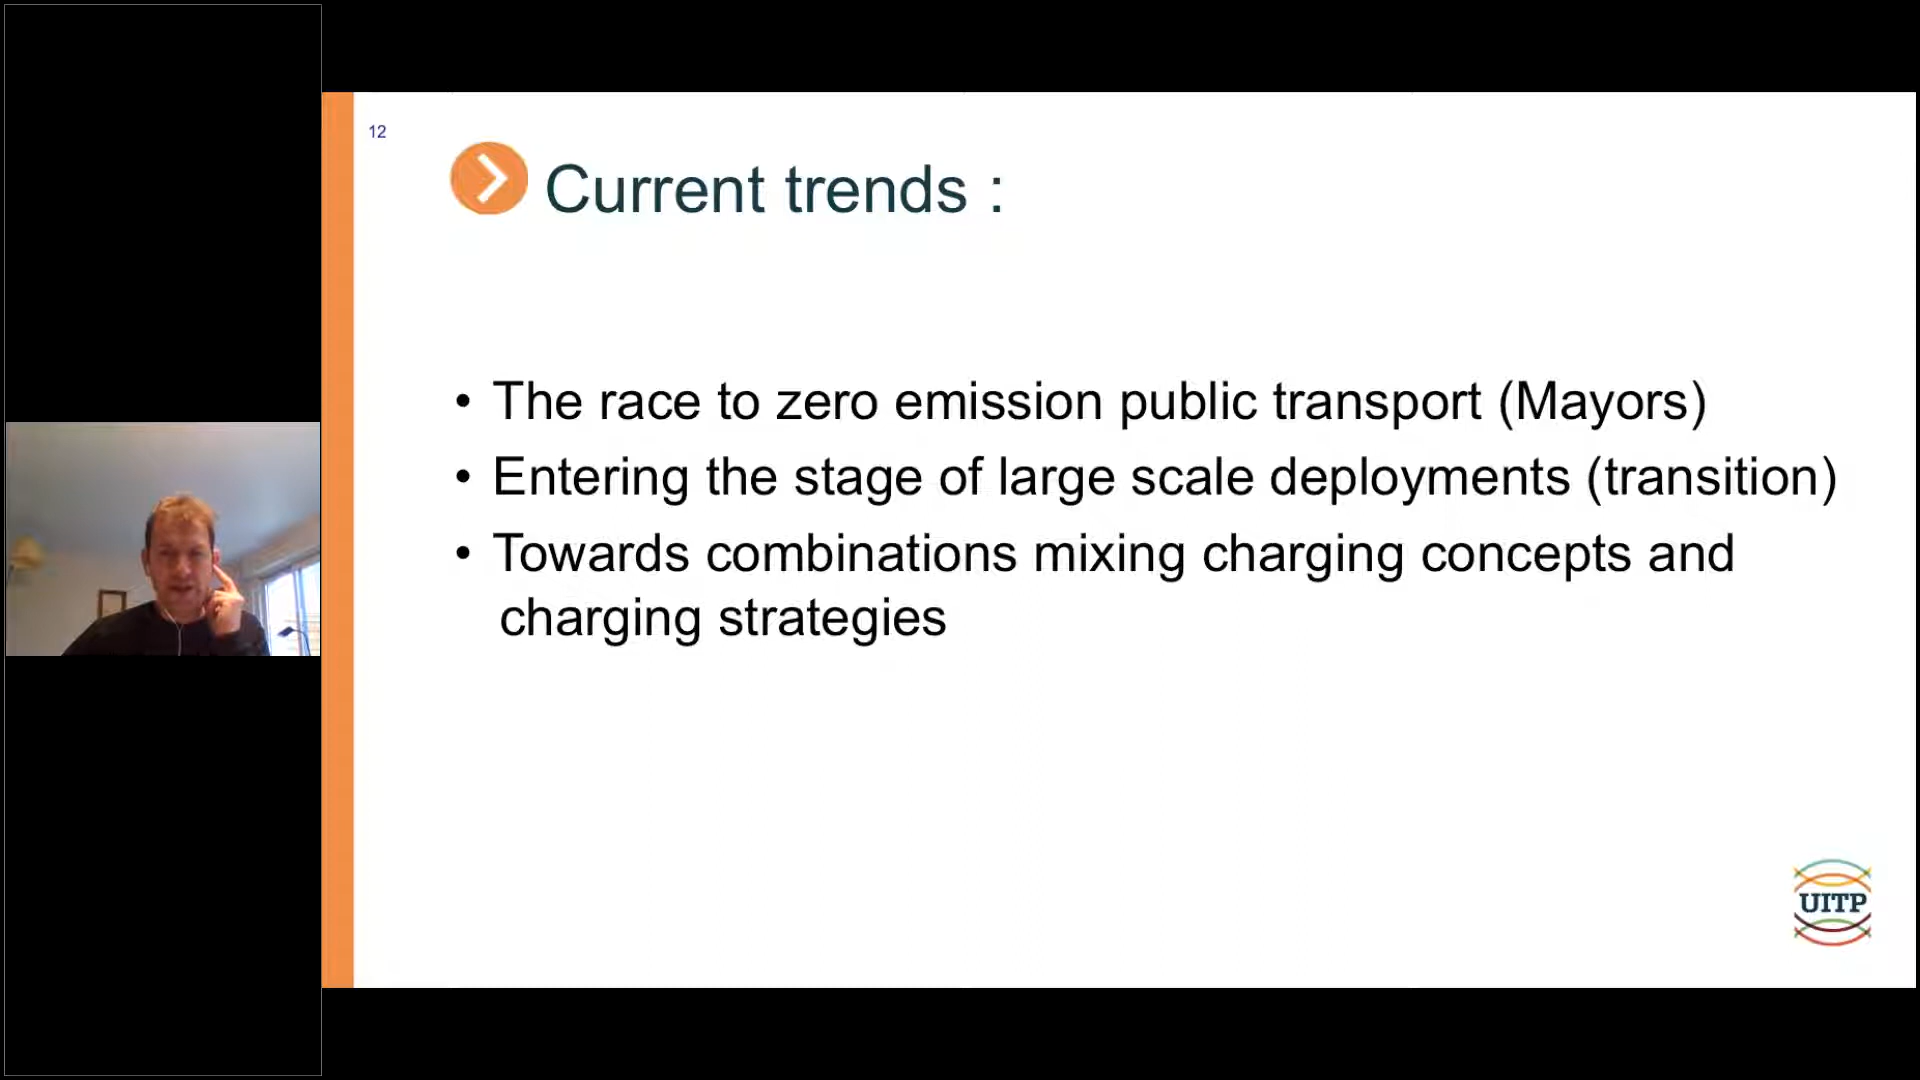 12
Current trends :
• The race to zero emission public transport (Mayors)
• Entering the stage of large scale deployments (transition)
• Towards combinations mixing charging concepts and
charging strategies
UITP